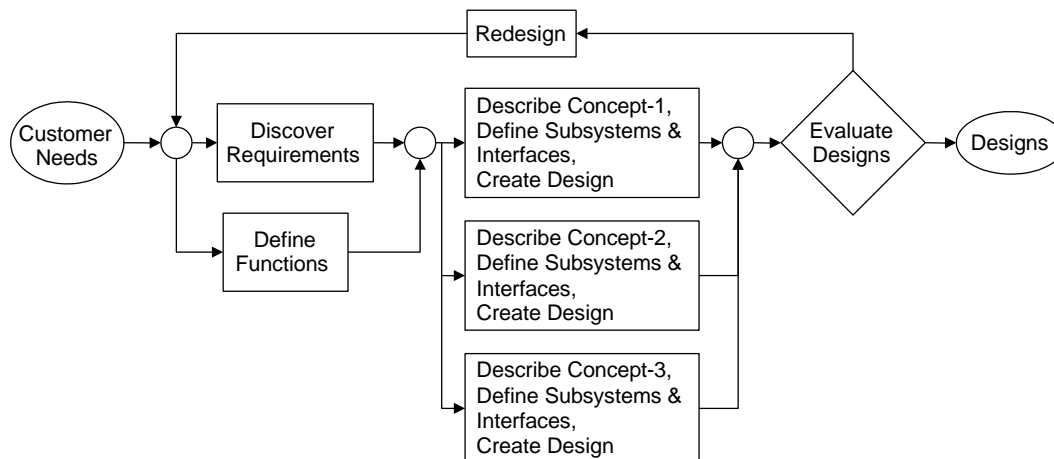 Redesign
Customer
Needs
Discover
Requirements
Define
Functions
Describe Concept-1,
Define Subsystems &
Interfaces,
Create Design
Describe Concept-2,
Define Subsystems &
Interfaces,
Create Design
Describe Concept-3,
Define Subsystems &
Interfaces,
Create Design
Evaluate
Designs
Designs